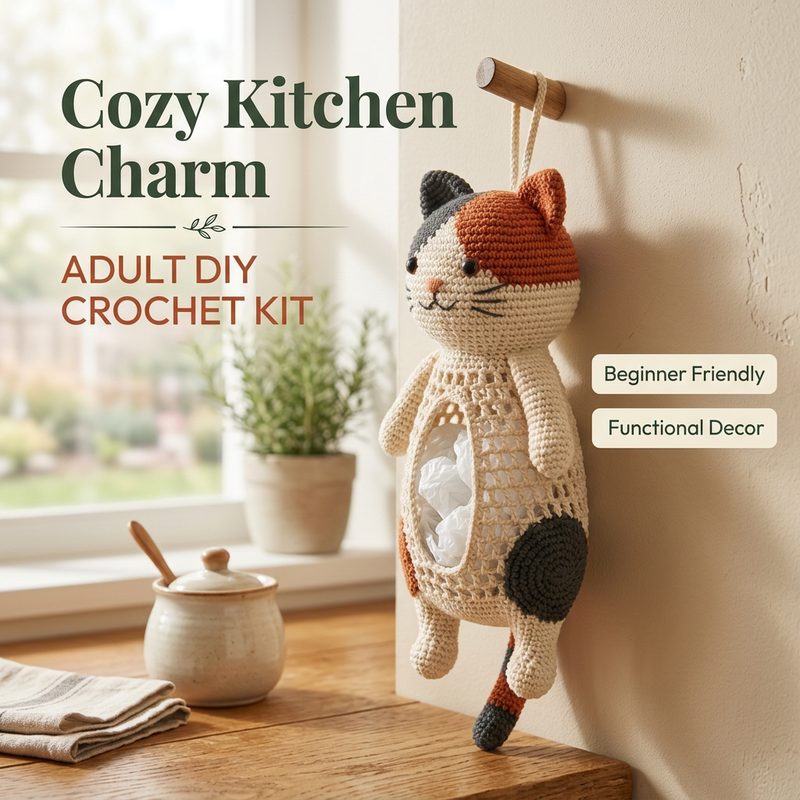 Cozy Kitchen
Charm
ADULT DIY
CROCHET KIT
Beginner Friendly
Functional Decor